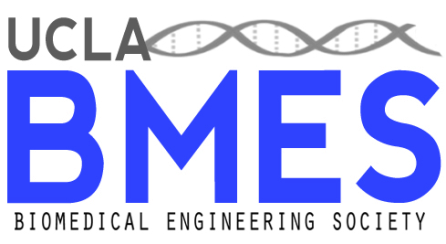 UCLA
BMES
BIOMEDICAL ENGINEERING SOCIETY